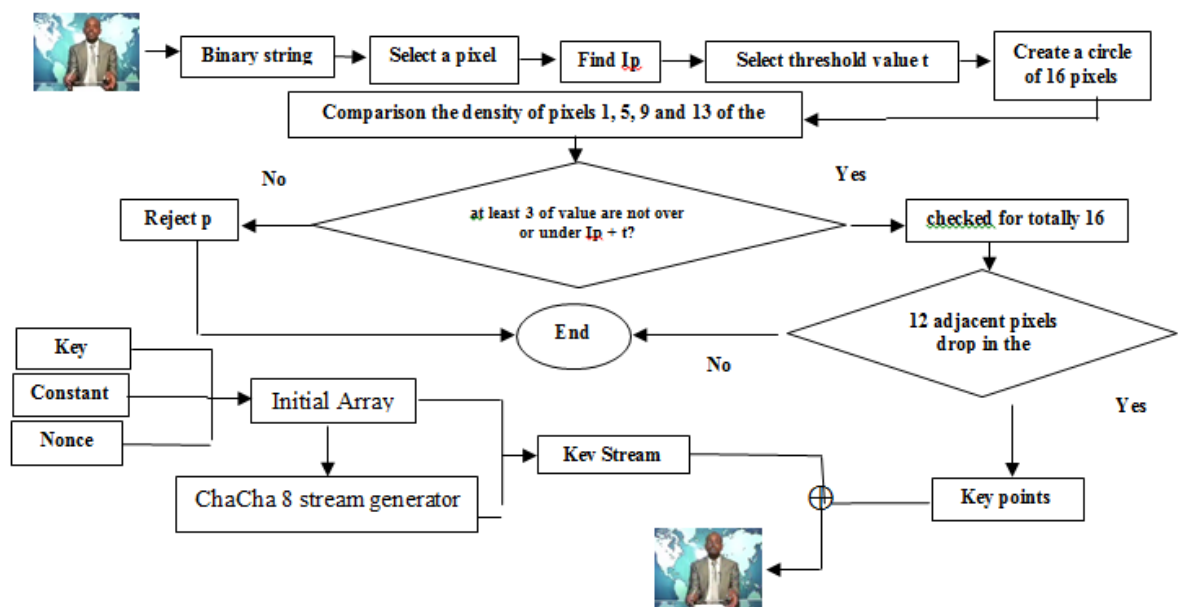 Binary string
Select a pixel
Find Ip
Select threshold value t
Create a circle
of 16 pixels
Comparison the density of pixels 1, 5, 9 and 13 of the
No
Yes
at least 3 of value are not over
or under Ip + t?
Reject p
checked for totally 16
End
12 adjacent pixels
drop in the
No
Yes
Key
Constant
Nonce
Initial Array
Kev Stream
ChaCha 8 stream generator
Key points